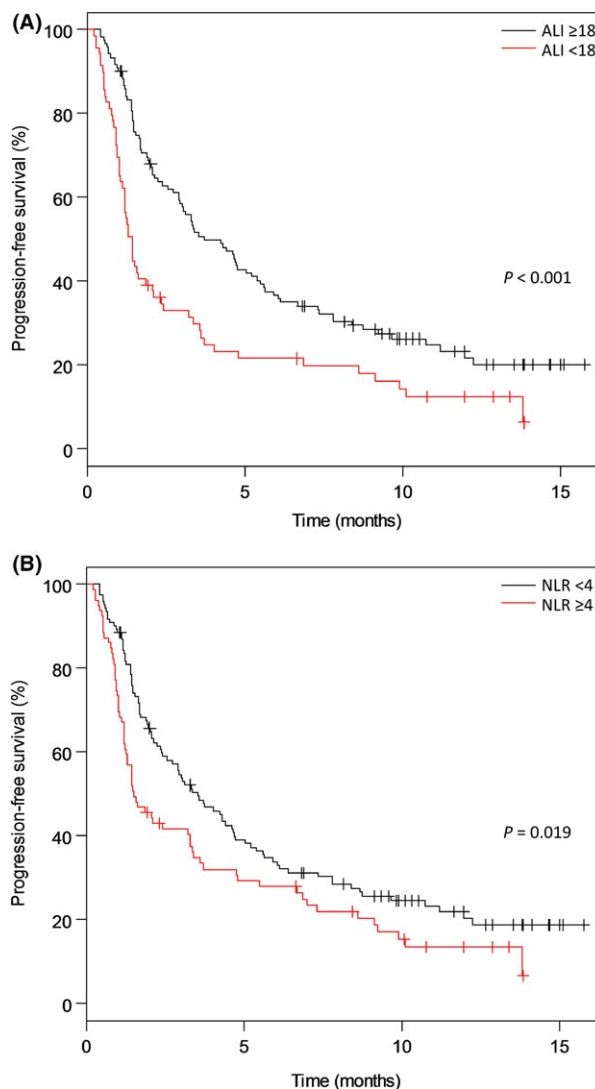 (A)
100
80
60
40
20
0
Progression-free survival (%)
ALI ≥18
ALI <18
P < 0.001
0 5 10 15
Time (months)
(B)
100
80
60
40
20
0
Progression-free survival (%)
NLR <4
NLR ≥4
P = 0.019
0 5 10 15
Time (months)